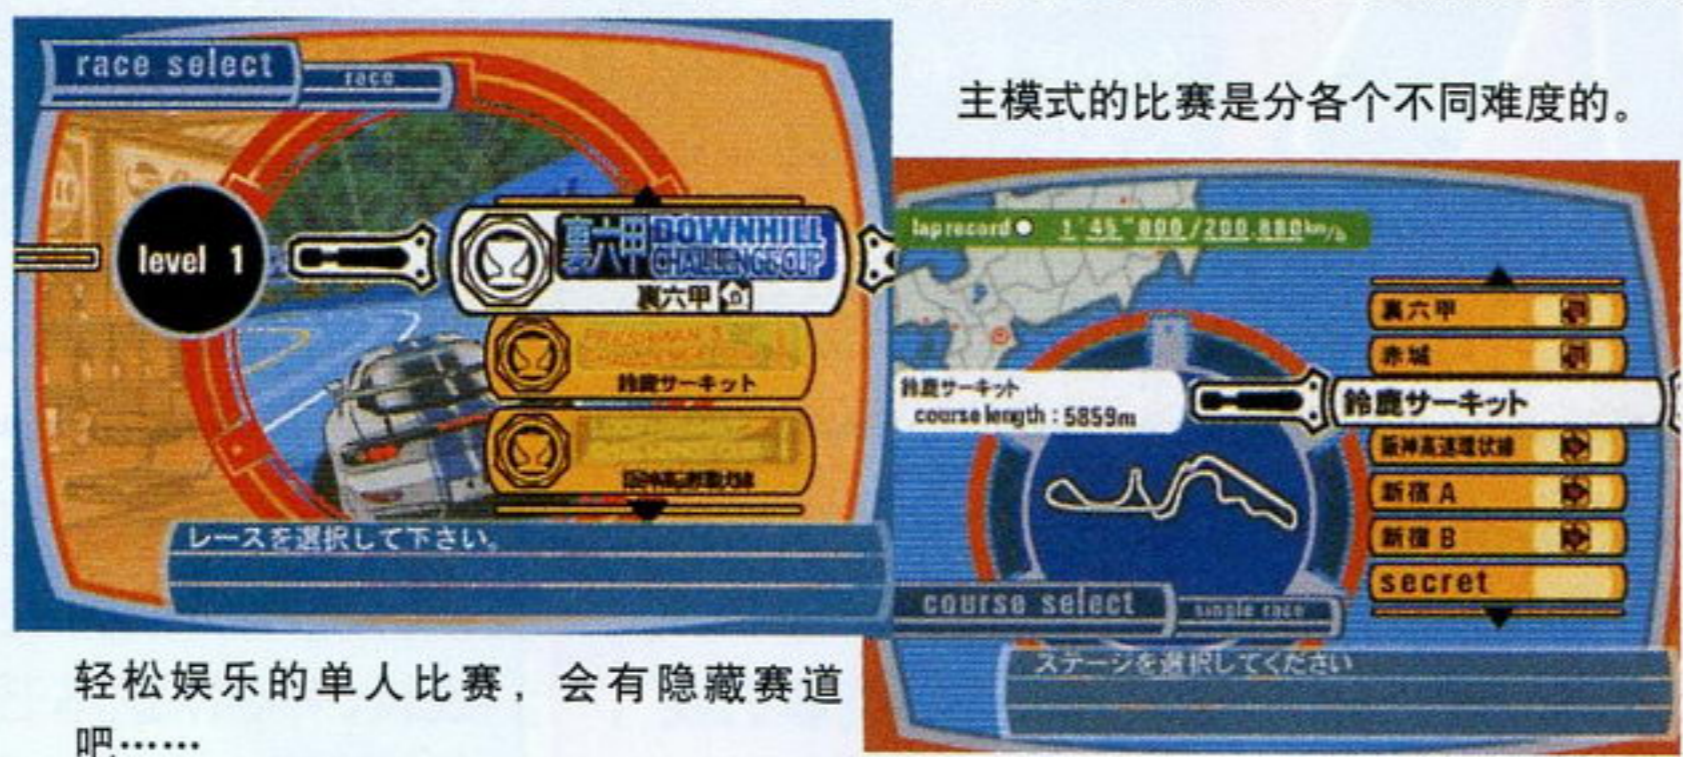 race select
race
level 1
裏六甲 DOWNHILL
CHALLENGE CUP
裏六甲
鈴鹿サーキット
レースを選択して下さい。
主模式的比赛是分各个不同难度的。
lap record 1'45"000/200.880km/h
裏六甲
赤城
鈴鹿サーキット
course length : 5859m
鈴鹿サーキット
阪神高速環状線
新宿 A
新宿 B
secret
course select
single race
ステージを選択してください
轻松娱乐的单人比赛，会有隐藏赛道
吧……